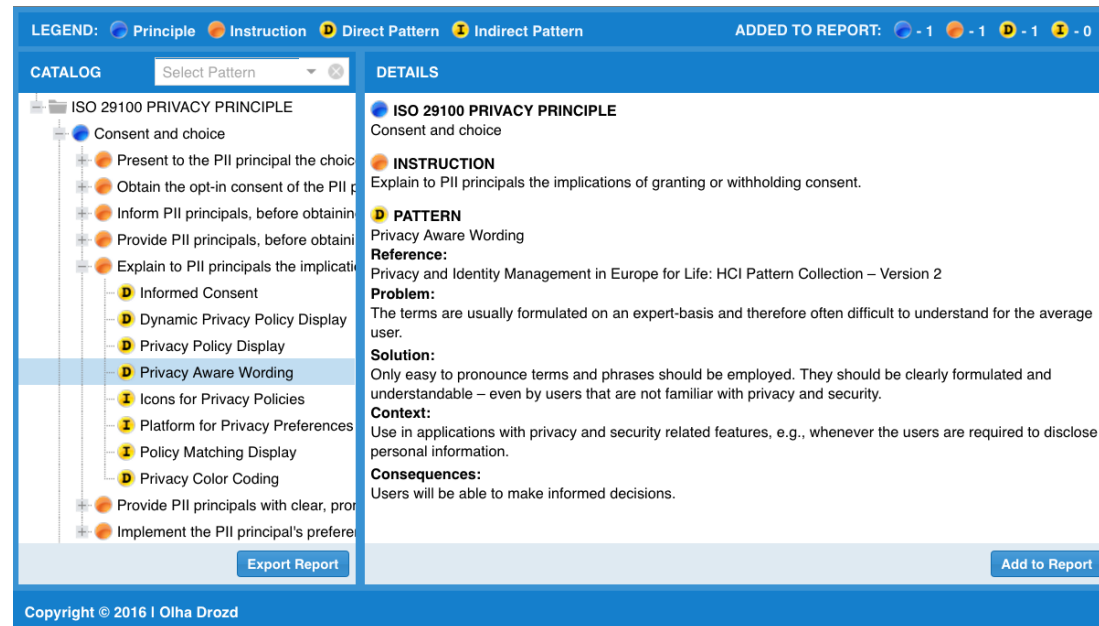 LEGEND: Principle Instruction D Direct Pattern I Indirect Pattern ADDED TO REPORT: - 1 - 1 D - 1 I - 0
CATALOG Select Pattern
ISO 29100 PRIVACY PRINCIPLE
Consent and choice
Present to the PII principal the choic
Obtain the opt-in consent of the PII p
Inform PII principals, before obtainin
Provide PII principals, before obtaini
Explain to PII principals the implicati
D Informed Consent
D Dynamic Privacy Policy Display
D Privacy Policy Display
D Privacy Aware Wording
I Icons for Privacy Policies
I Platform for Privacy Preferences
I Policy Matching Display
D Privacy Color Coding
Provide PII principals with clear, pror
Implement the PII principal's preferer
Export Report
DETAILS
ISO 29100 PRIVACY PRINCIPLE
Consent and choice
INSTRUCTION
Explain to PII principals the implications of granting or withholding consent.
D PATTERN
Privacy Aware Wording
Reference:
Privacy and Identity Management in Europe for Life: HCI Pattern Collection – Version 2
Problem:
The terms are usually formulated on an expert-basis and therefore often difficult to understand for the average
user.
Solution:
Only easy to pronounce terms and phrases should be employed. They should be clearly formulated and
understandable – even by users that are not familiar with privacy and security.
Context:
Use in applications with privacy and security related features, e.g., whenever the users are required to disclose
personal information.
Consequences:
Users will be able to make informed decisions.
Add to Report
Copyright © 2016 I Olha Drozd